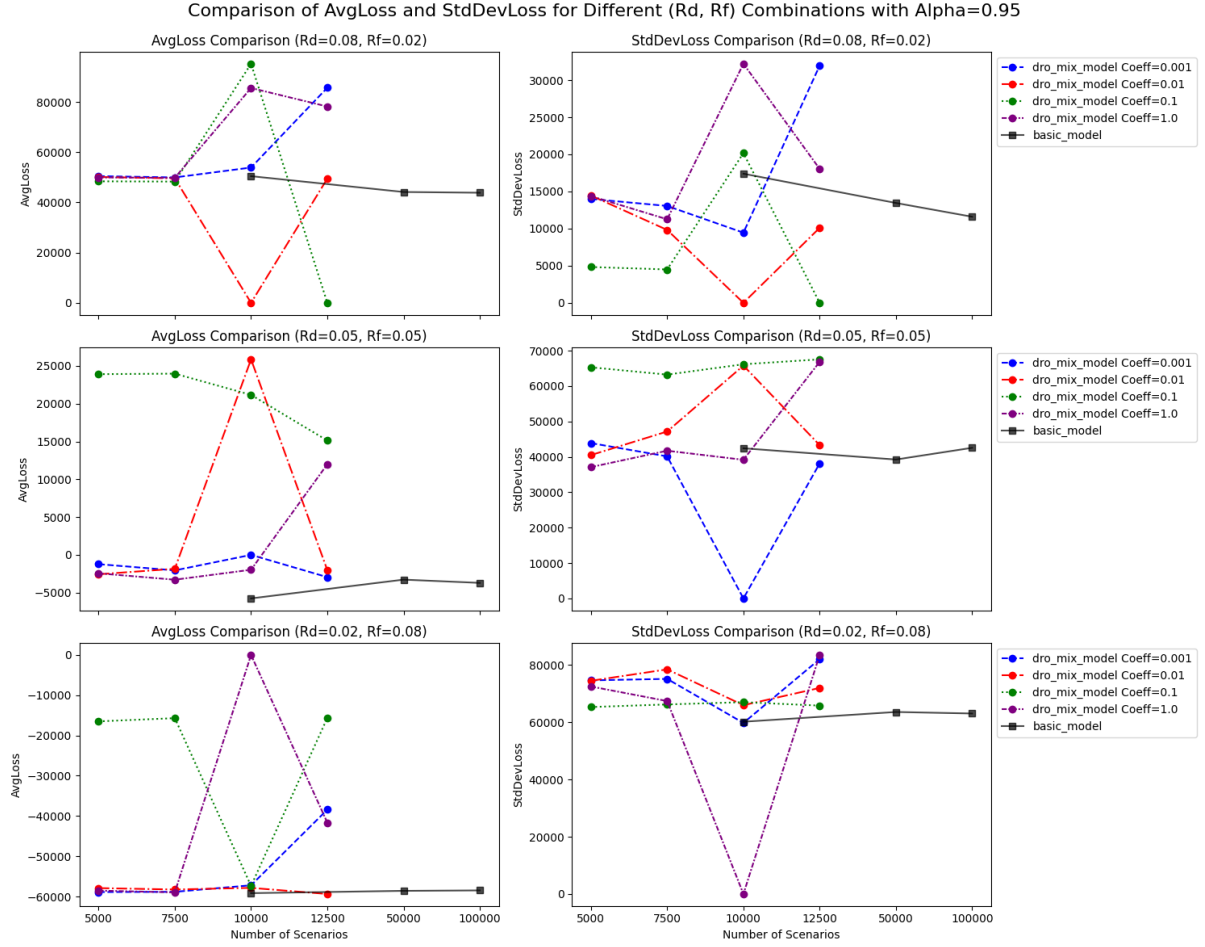 Comparison of AvgLoss and StdDevLoss for Different (Rd, Rf) Combinations with Alpha=0.95
AvgLoss Comparison (Rd=0.08, Rf=0.02)
AvgLoss
80000
60000
40000
20000
0
StdDevLoss Comparison (Rd=0.08, Rf=0.02)
StdDevLoss
30000
25000
20000
15000
10000
5000
0
dro_mix_model Coeff=0.001
dro_mix_model Coeff=0.01
dro_mix_model Coeff=0.1
dro_mix_model Coeff=1.0
basic_model
AvgLoss Comparison (Rd=0.05, Rf=0.05)
AvgLoss
25000
20000
15000
10000
5000
0
−5000
StdDevLoss Comparison (Rd=0.05, Rf=0.05)
StdDevLoss
70000
60000
50000
40000
30000
20000
10000
0
dro_mix_model Coeff=0.001
dro_mix_model Coeff=0.01
dro_mix_model Coeff=0.1
dro_mix_model Coeff=1.0
basic_model
AvgLoss Comparison (Rd=0.02, Rf=0.08)
AvgLoss
0
−10000
−20000
−30000
−40000
−50000
−60000
5000 7500 10000 12500 50000 100000
Number of Scenarios
StdDevLoss Comparison (Rd=0.02, Rf=0.08)
StdDevLoss
80000
60000
40000
20000
0
5000 7500 10000 12500 50000 100000
Number of Scenarios
dro_mix_model Coeff=0.001
dro_mix_model Coeff=0.01
dro_mix_model Coeff=0.1
dro_mix_model Coeff=1.0
basic_model